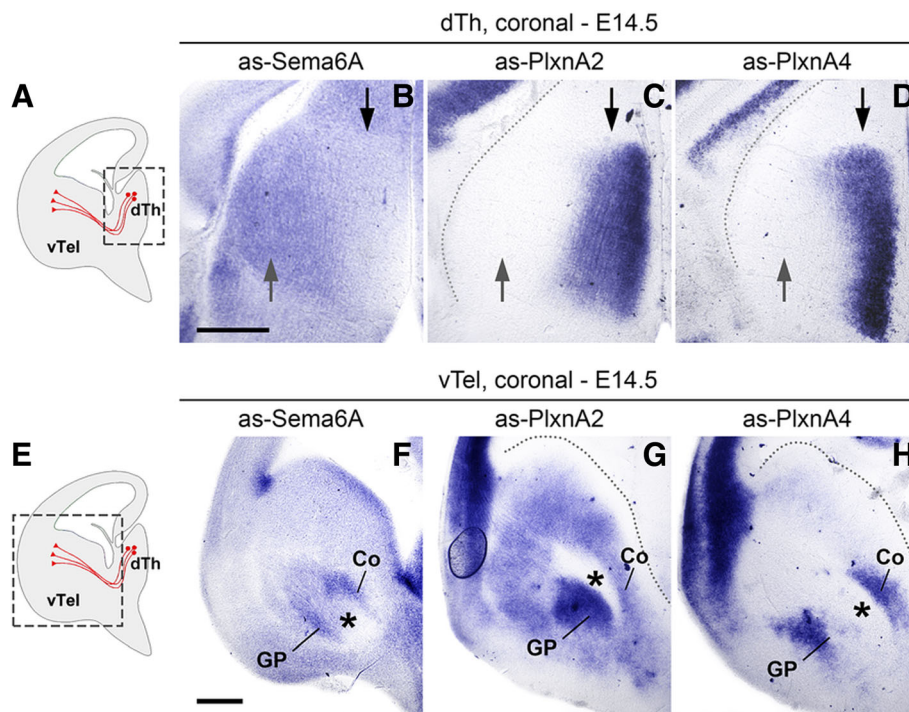 dTh, coronal - E14.5
as-Sema6A as-PlxnA2 as-PlxnA4
A B C D
dTh
vTel
vTel, coronal - E14.5
as-Sema6A as-PlxnA2 as-PlxnA4
E F G H
Co Co Co
* * *
dTh
vTel
GP GP GP